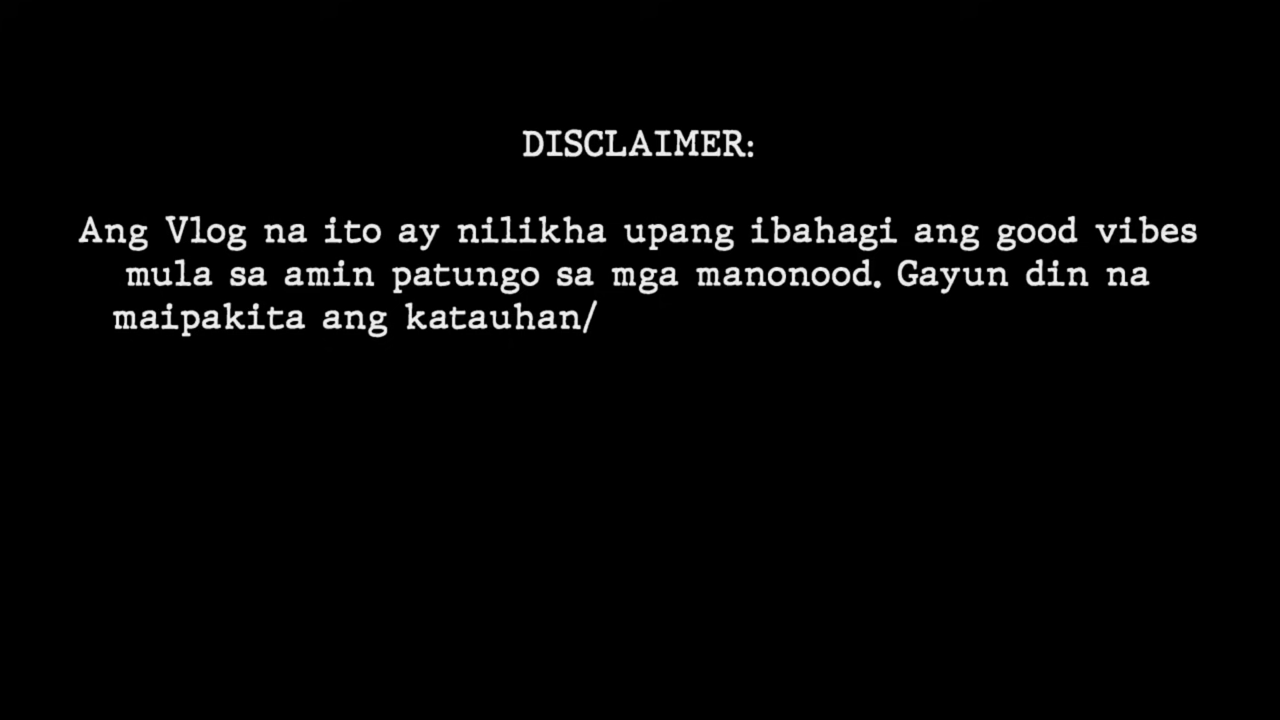 DISCLAIMER:
Ang Vlog na ito ay nilikha upang ibahagi ang good vibes
mula sa amin patungo sa mga manonood. Gayun din na
maipakita ang katauhan/